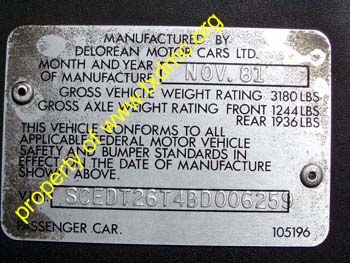 MANUFACTURED BY
DELOREAN MOTOR CARS LTD.
MONTH AND YEAR
OF MANUFACTURE NOV. 81
GROSS VEHICLE WEIGHT RATING 3180 LBS
GROSS AXLE WEIGHT RATING FRONT 1244 LBS
REAR 1936 LBS
THIS VEHICLE CONFORMS TO ALL
APPLICABLE FEDERAL MOTOR VEHICLE
SAFETY AND BUMPER STANDARDS IN
EFFECT ON THE DATE OF MANUFACTURE
SHOWN ABOVE.
SCEDT26T4BD006259
PASSENGER CAR. 105196